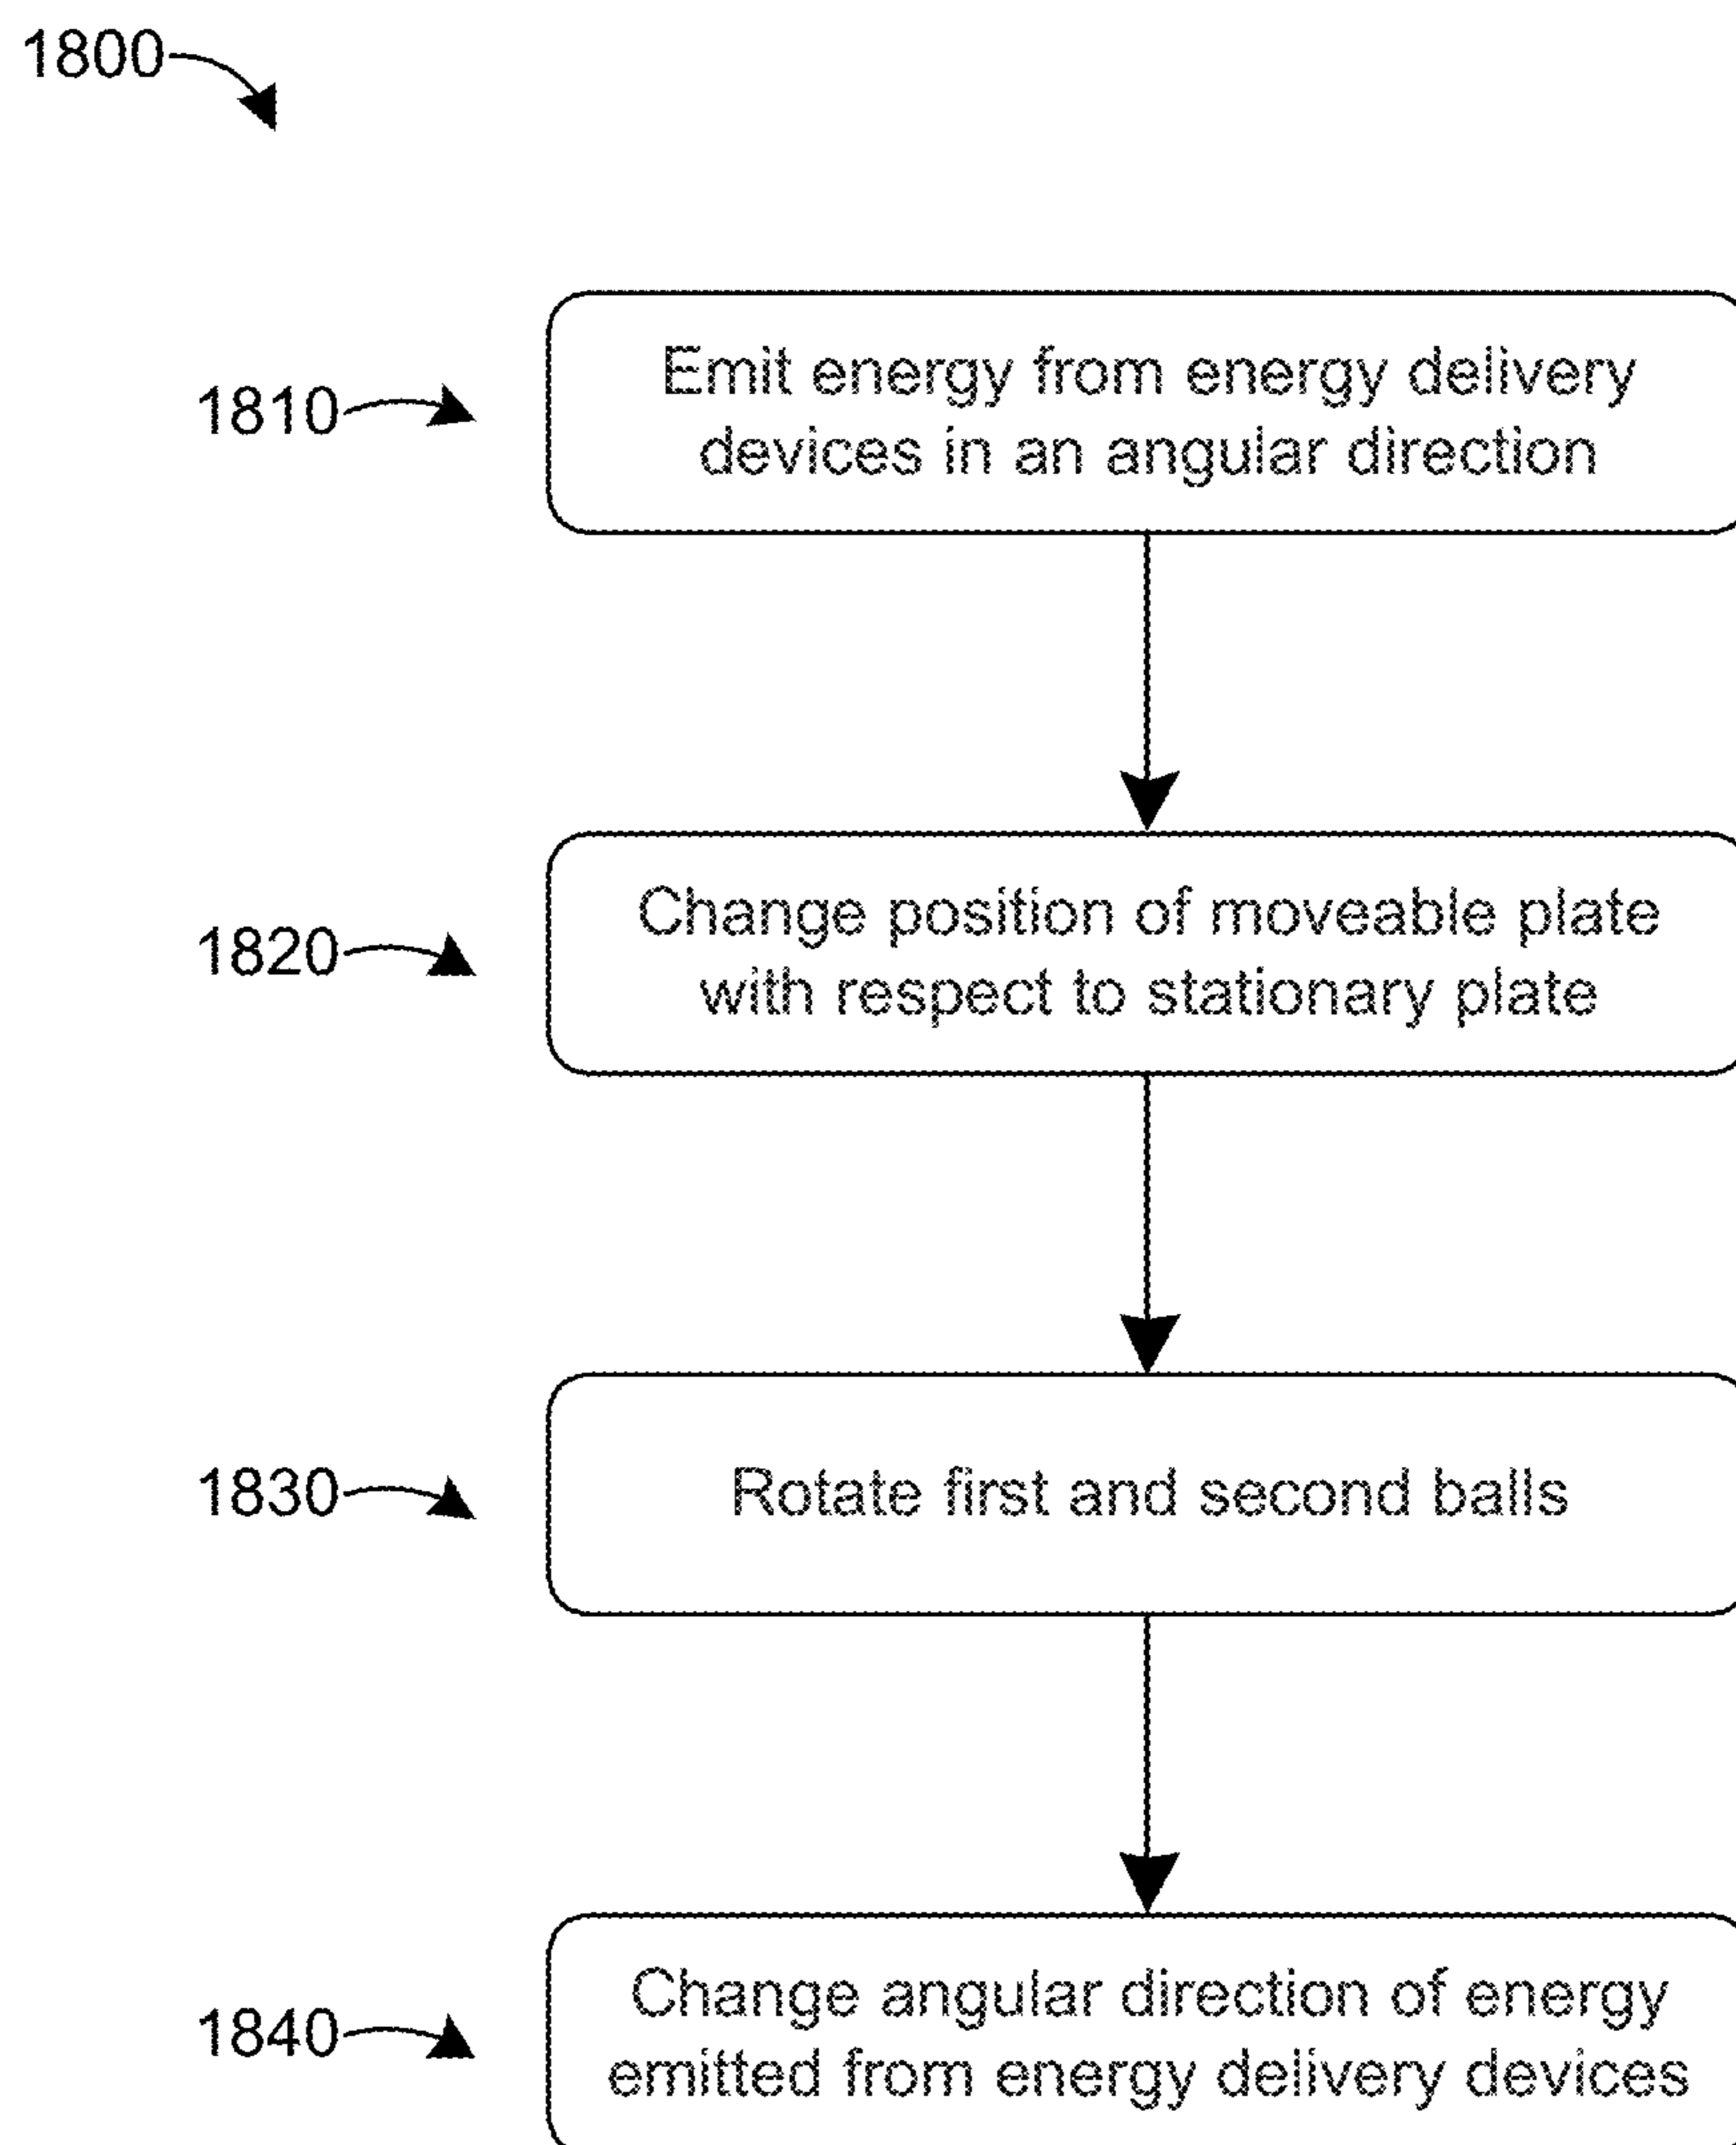 1800
1810
Emit energy from energy delivery
devices in an angular direction
1820
Change position of moveable plate
with respect to stationary plate
1830
Rotate first and second balls
1840
Change angular direction of energy
emitted from energy delivery devices